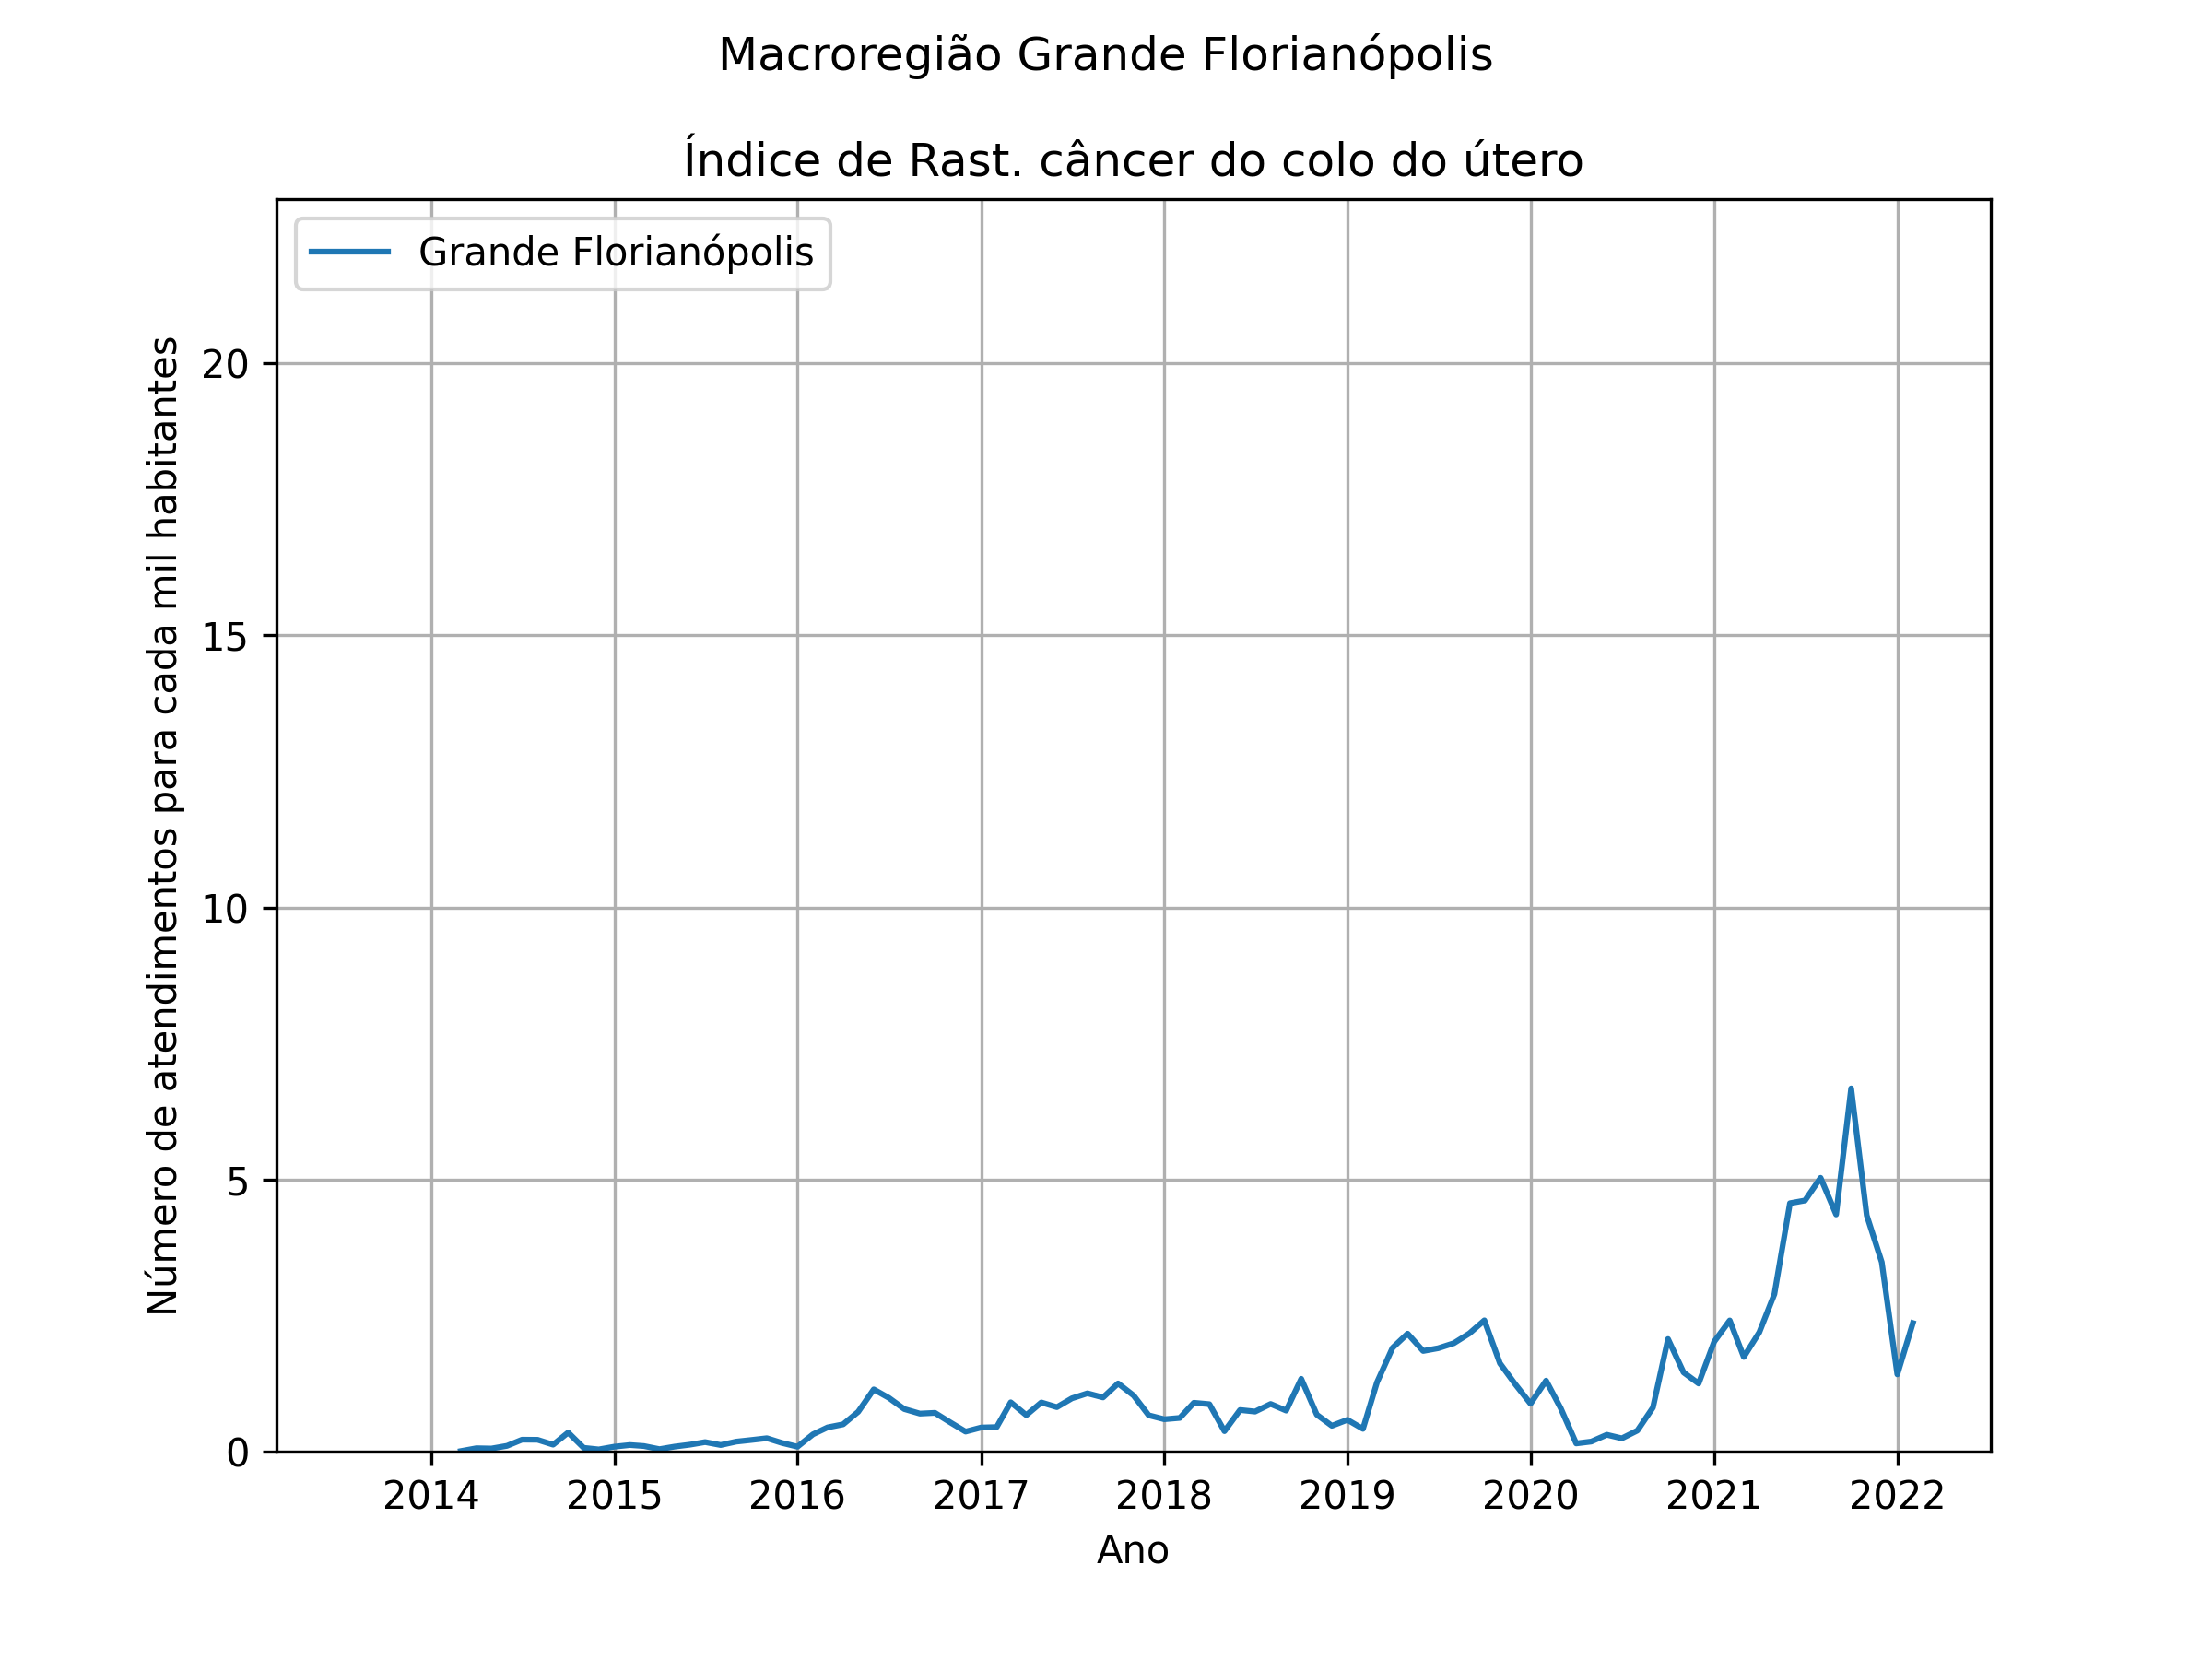 Macroregião Grande Florianópolis
Índice de Rast. câncer do colo do útero
Grande Florianópolis
Número de atendimentos para cada mil habitantes
20
15
10
5
0
2014 2015 2016 2017 2018 2019 2020 2021 2022
Ano